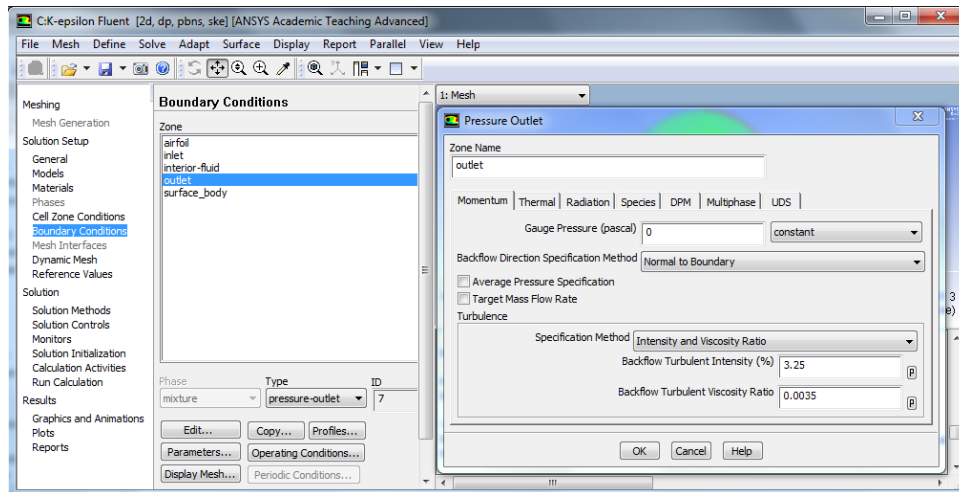 C:K-epsilon Fluent [2d, dp, pbns, ske] [ANSYS Academic Teaching Advanced]
File Mesh Define Solve Adapt Surface Display Report Parallel View Help
Meshing
Mesh Generation
Solution Setup
General
Models
Materials
Phases
Cell Zone Conditions
Boundary Conditions
Mesh Interfaces
Dynamic Mesh
Reference Values
Solution
Solution Methods
Solution Controls
Monitors
Solution Initialization
Calculation Activities
Run Calculation
Results
Graphics and Animations
Plots
Reports
Boundary Conditions
Zone
airfoil
inlet
interior-fluid
outlet
surface_body
Phase Type ID
mixture pressure-outlet 7
Edit... Copy... Profiles...
Parameters... Operating Conditions...
Display Mesh... Periodic Conditions...
1: Mesh
Pressure Outlet
Zone Name
outlet
Momentum Thermal Radiation Species DPM Multiphase UDS
Gauge Pressure (pascal) 0 constant
Backflow Direction Specification Method Normal to Boundary
Average Pressure Specification
Target Mass Flow Rate
Turbulence
Specification Method Intensity and Viscosity Ratio
Backflow Turbulent Intensity (%) 3.25 P
Backflow Turbulent Viscosity Ratio 0.0035 P
OK Cancel Help
3
e)